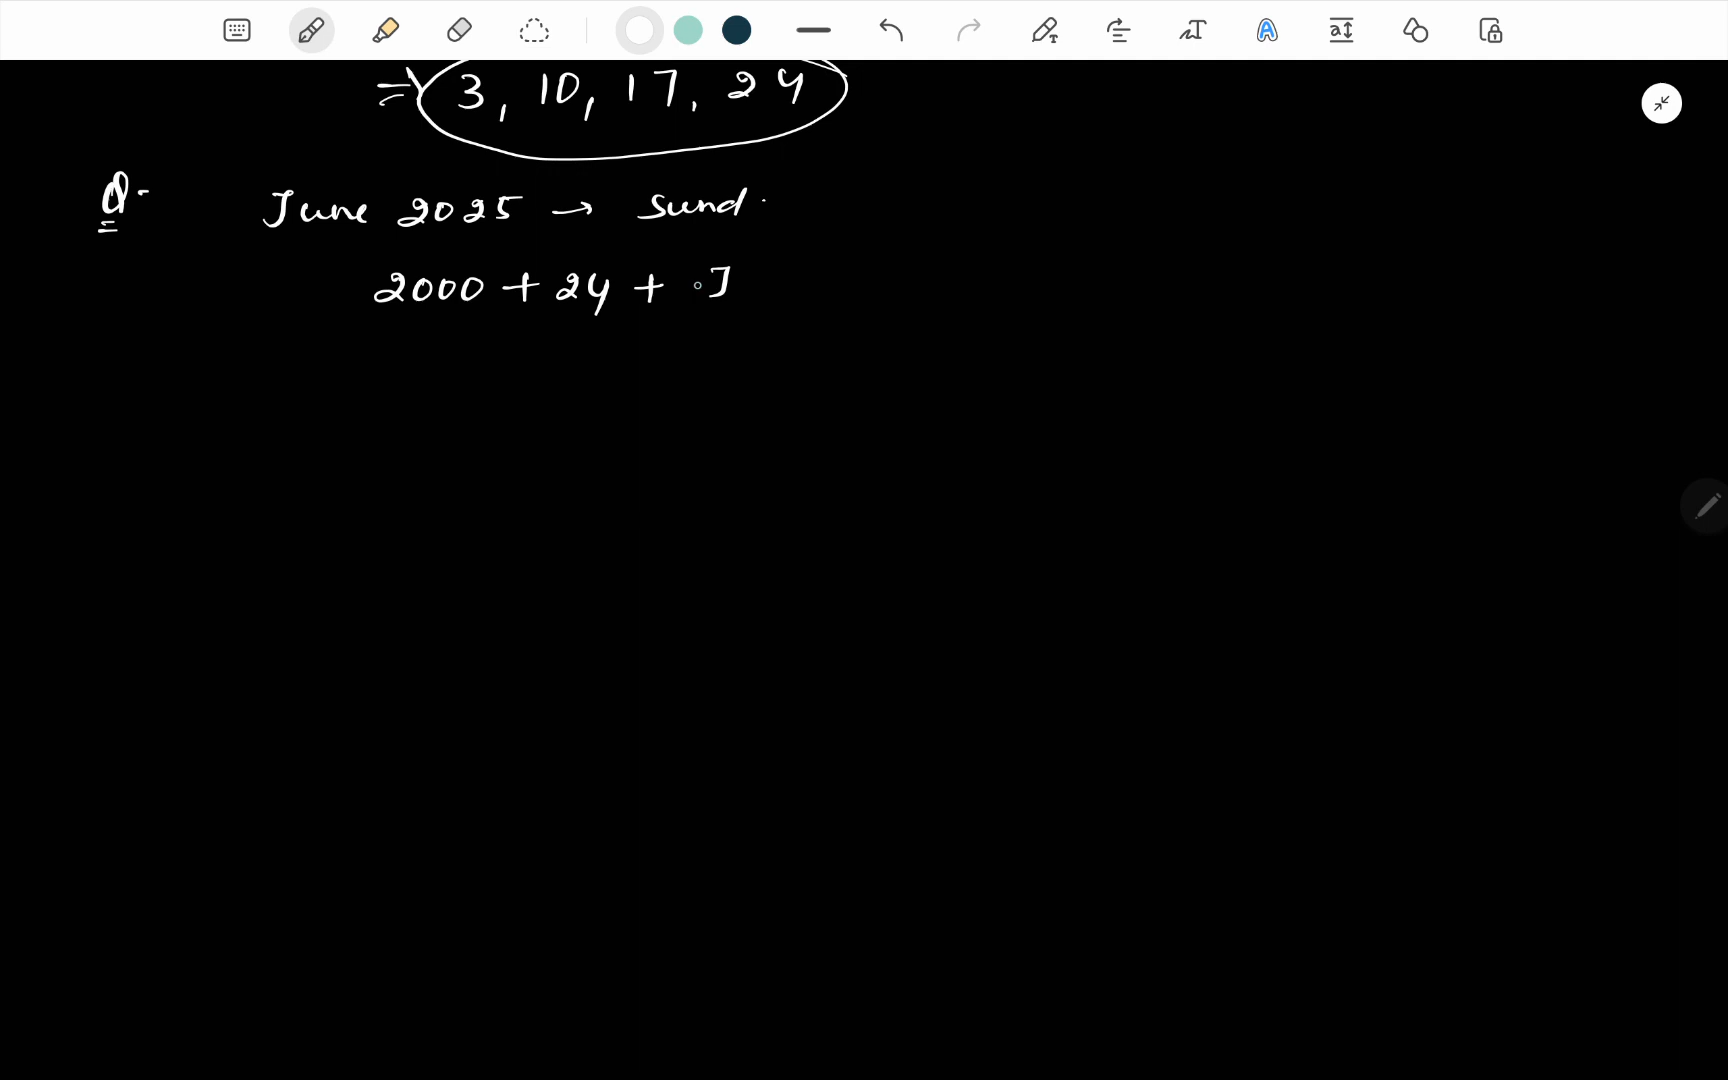 ⇒ 3, 10, 17, 24
Q. June 2025 → Sund.
2000 + 24 + J